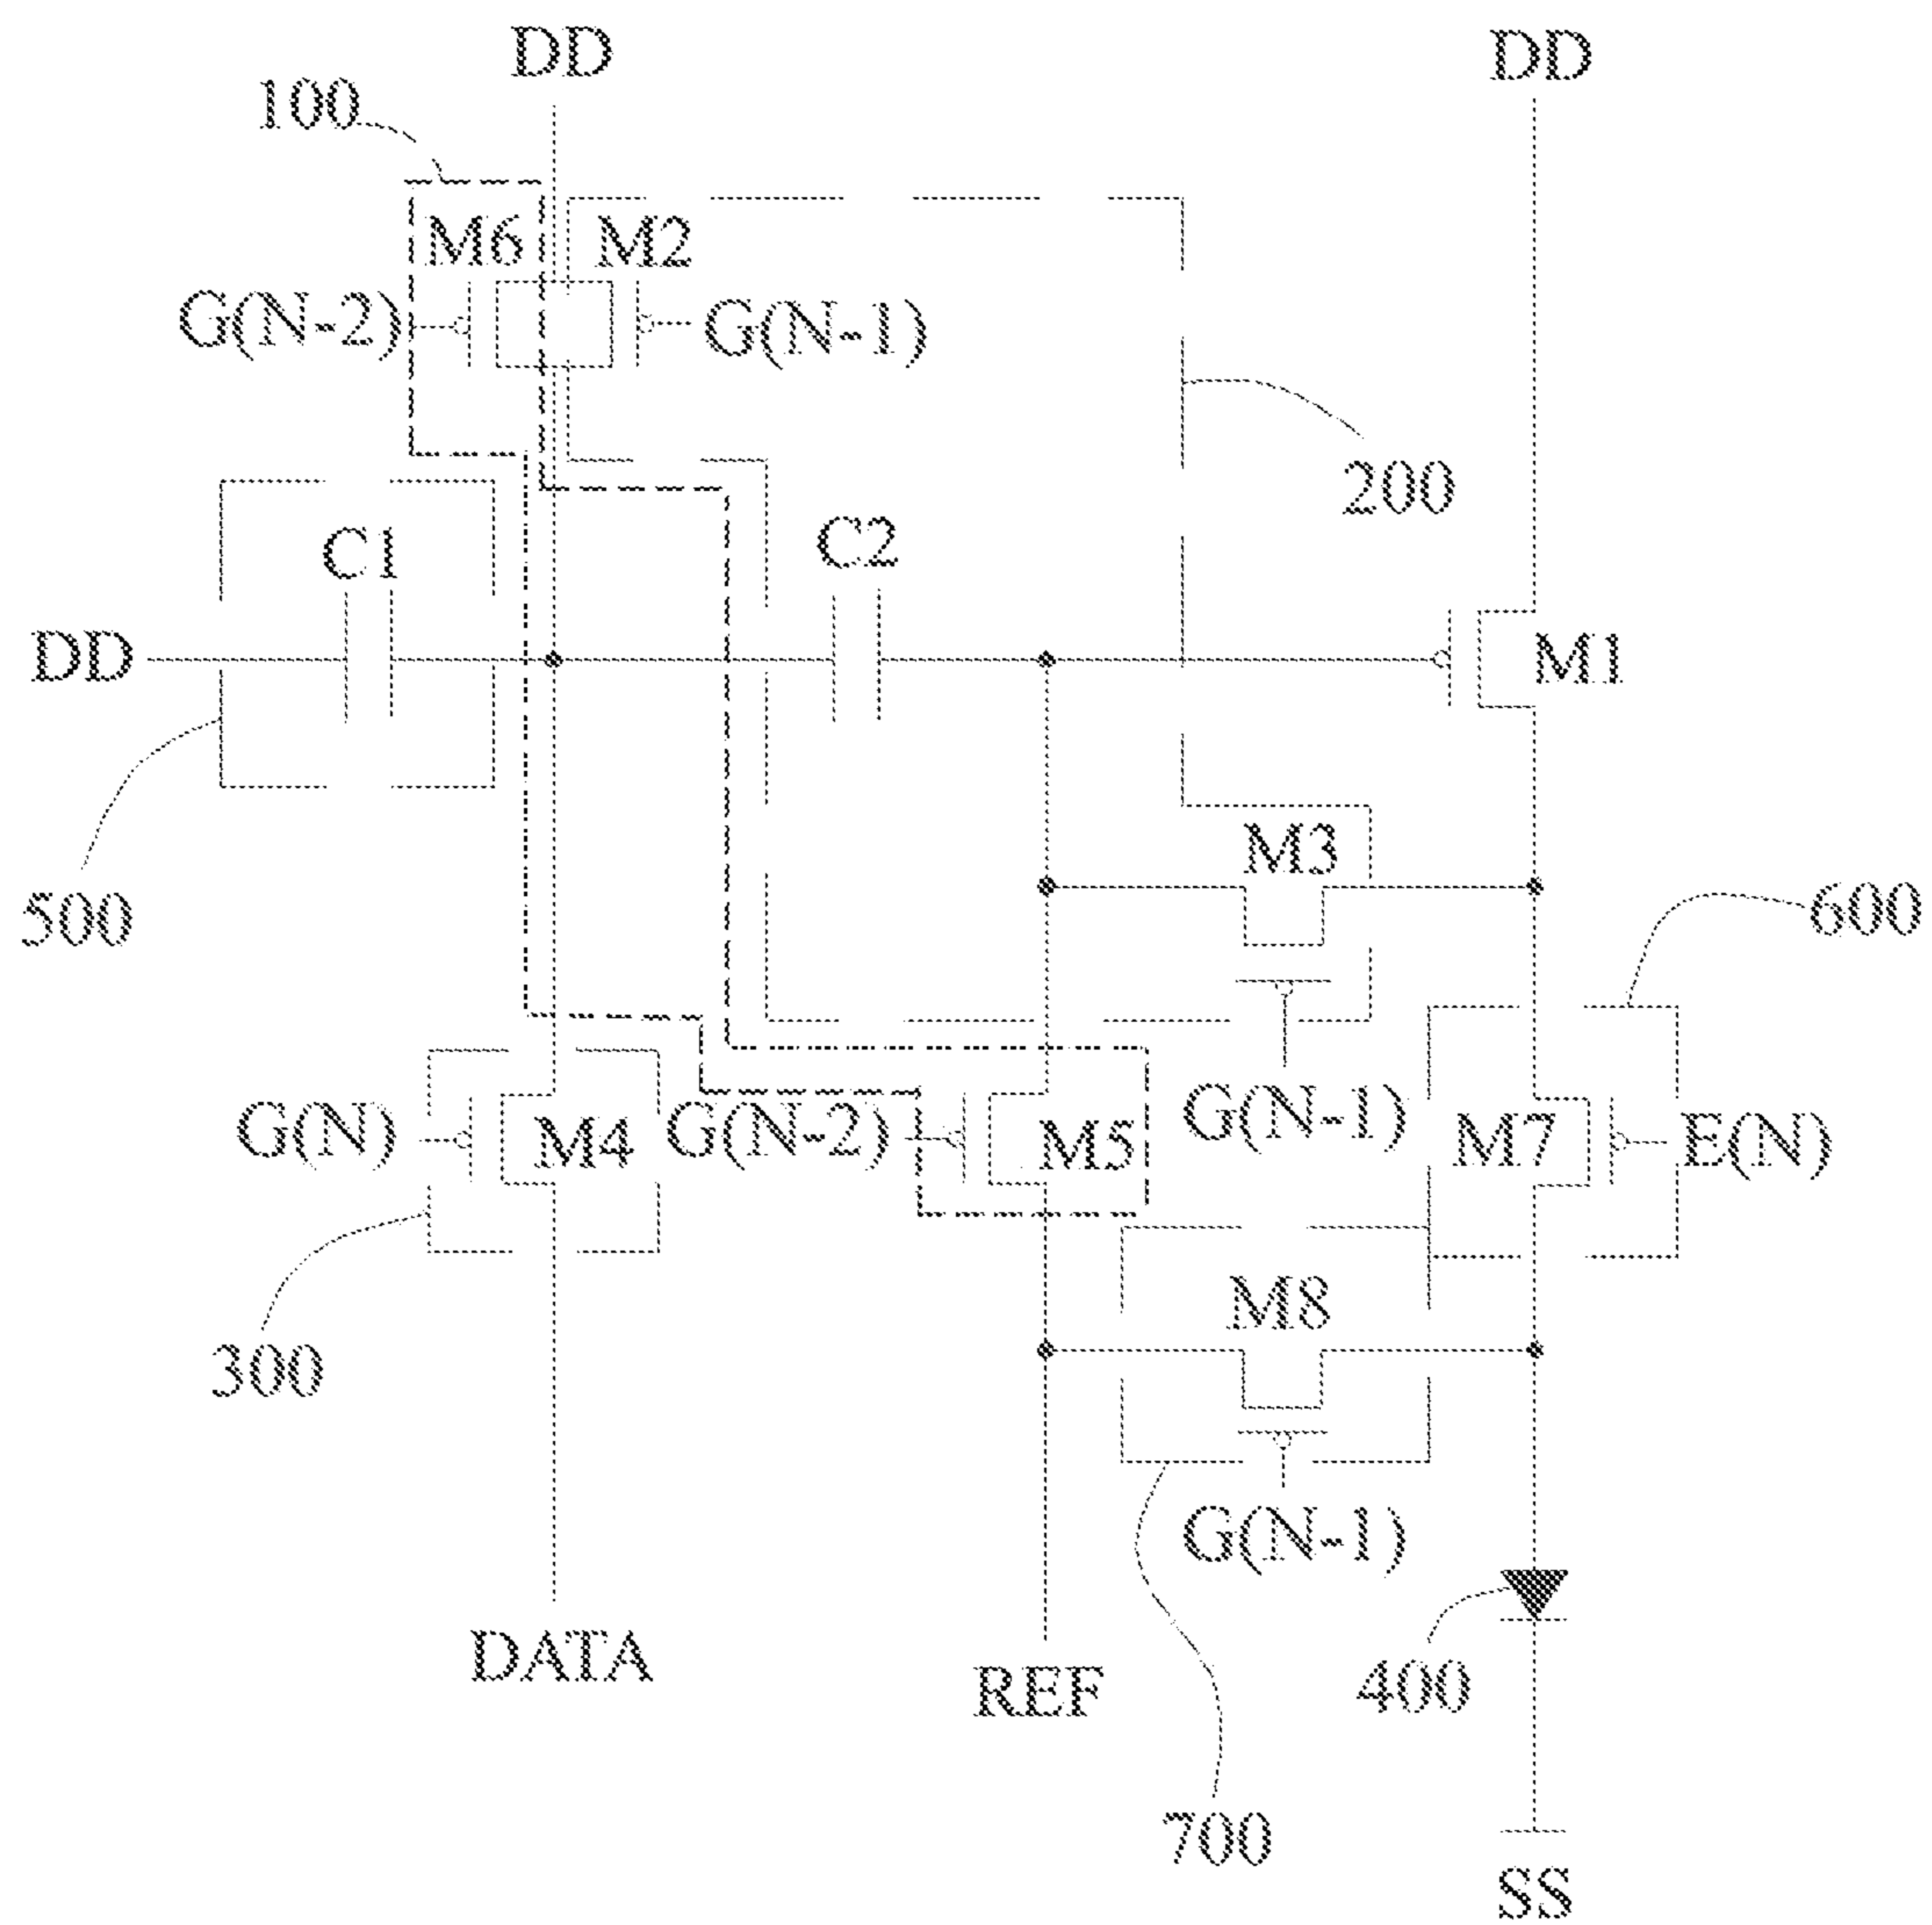 DD
DD
100
M6
M2
G(N-2)
G(N-1)
200
C1
C2
DD
M1
M3
500
600
G(N)
M4
G(N-2)
M5
G(N-1)
M7
E(N)
M8
300
G(N-1)
DATA
REF
400
700
SS